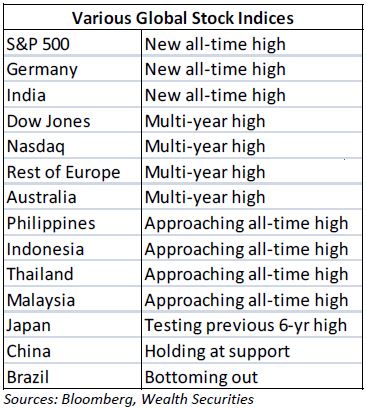 Various Global Stock Indices
S&P 500 New all-time high
Germany New all-time high
India New all-time high
Dow Jones Multi-year high
Nasdaq Multi-year high
Rest of Europe Multi-year high
Australia Multi-year high
Philippines Approaching all-time high
Indonesia Approaching all-time high
Thailand Approaching all-time high
Malaysia Approaching all-time high
Japan Testing previous 6-yr high
China Holding at support
Brazil Bottoming out
Sources: Bloomberg, Wealth Securities